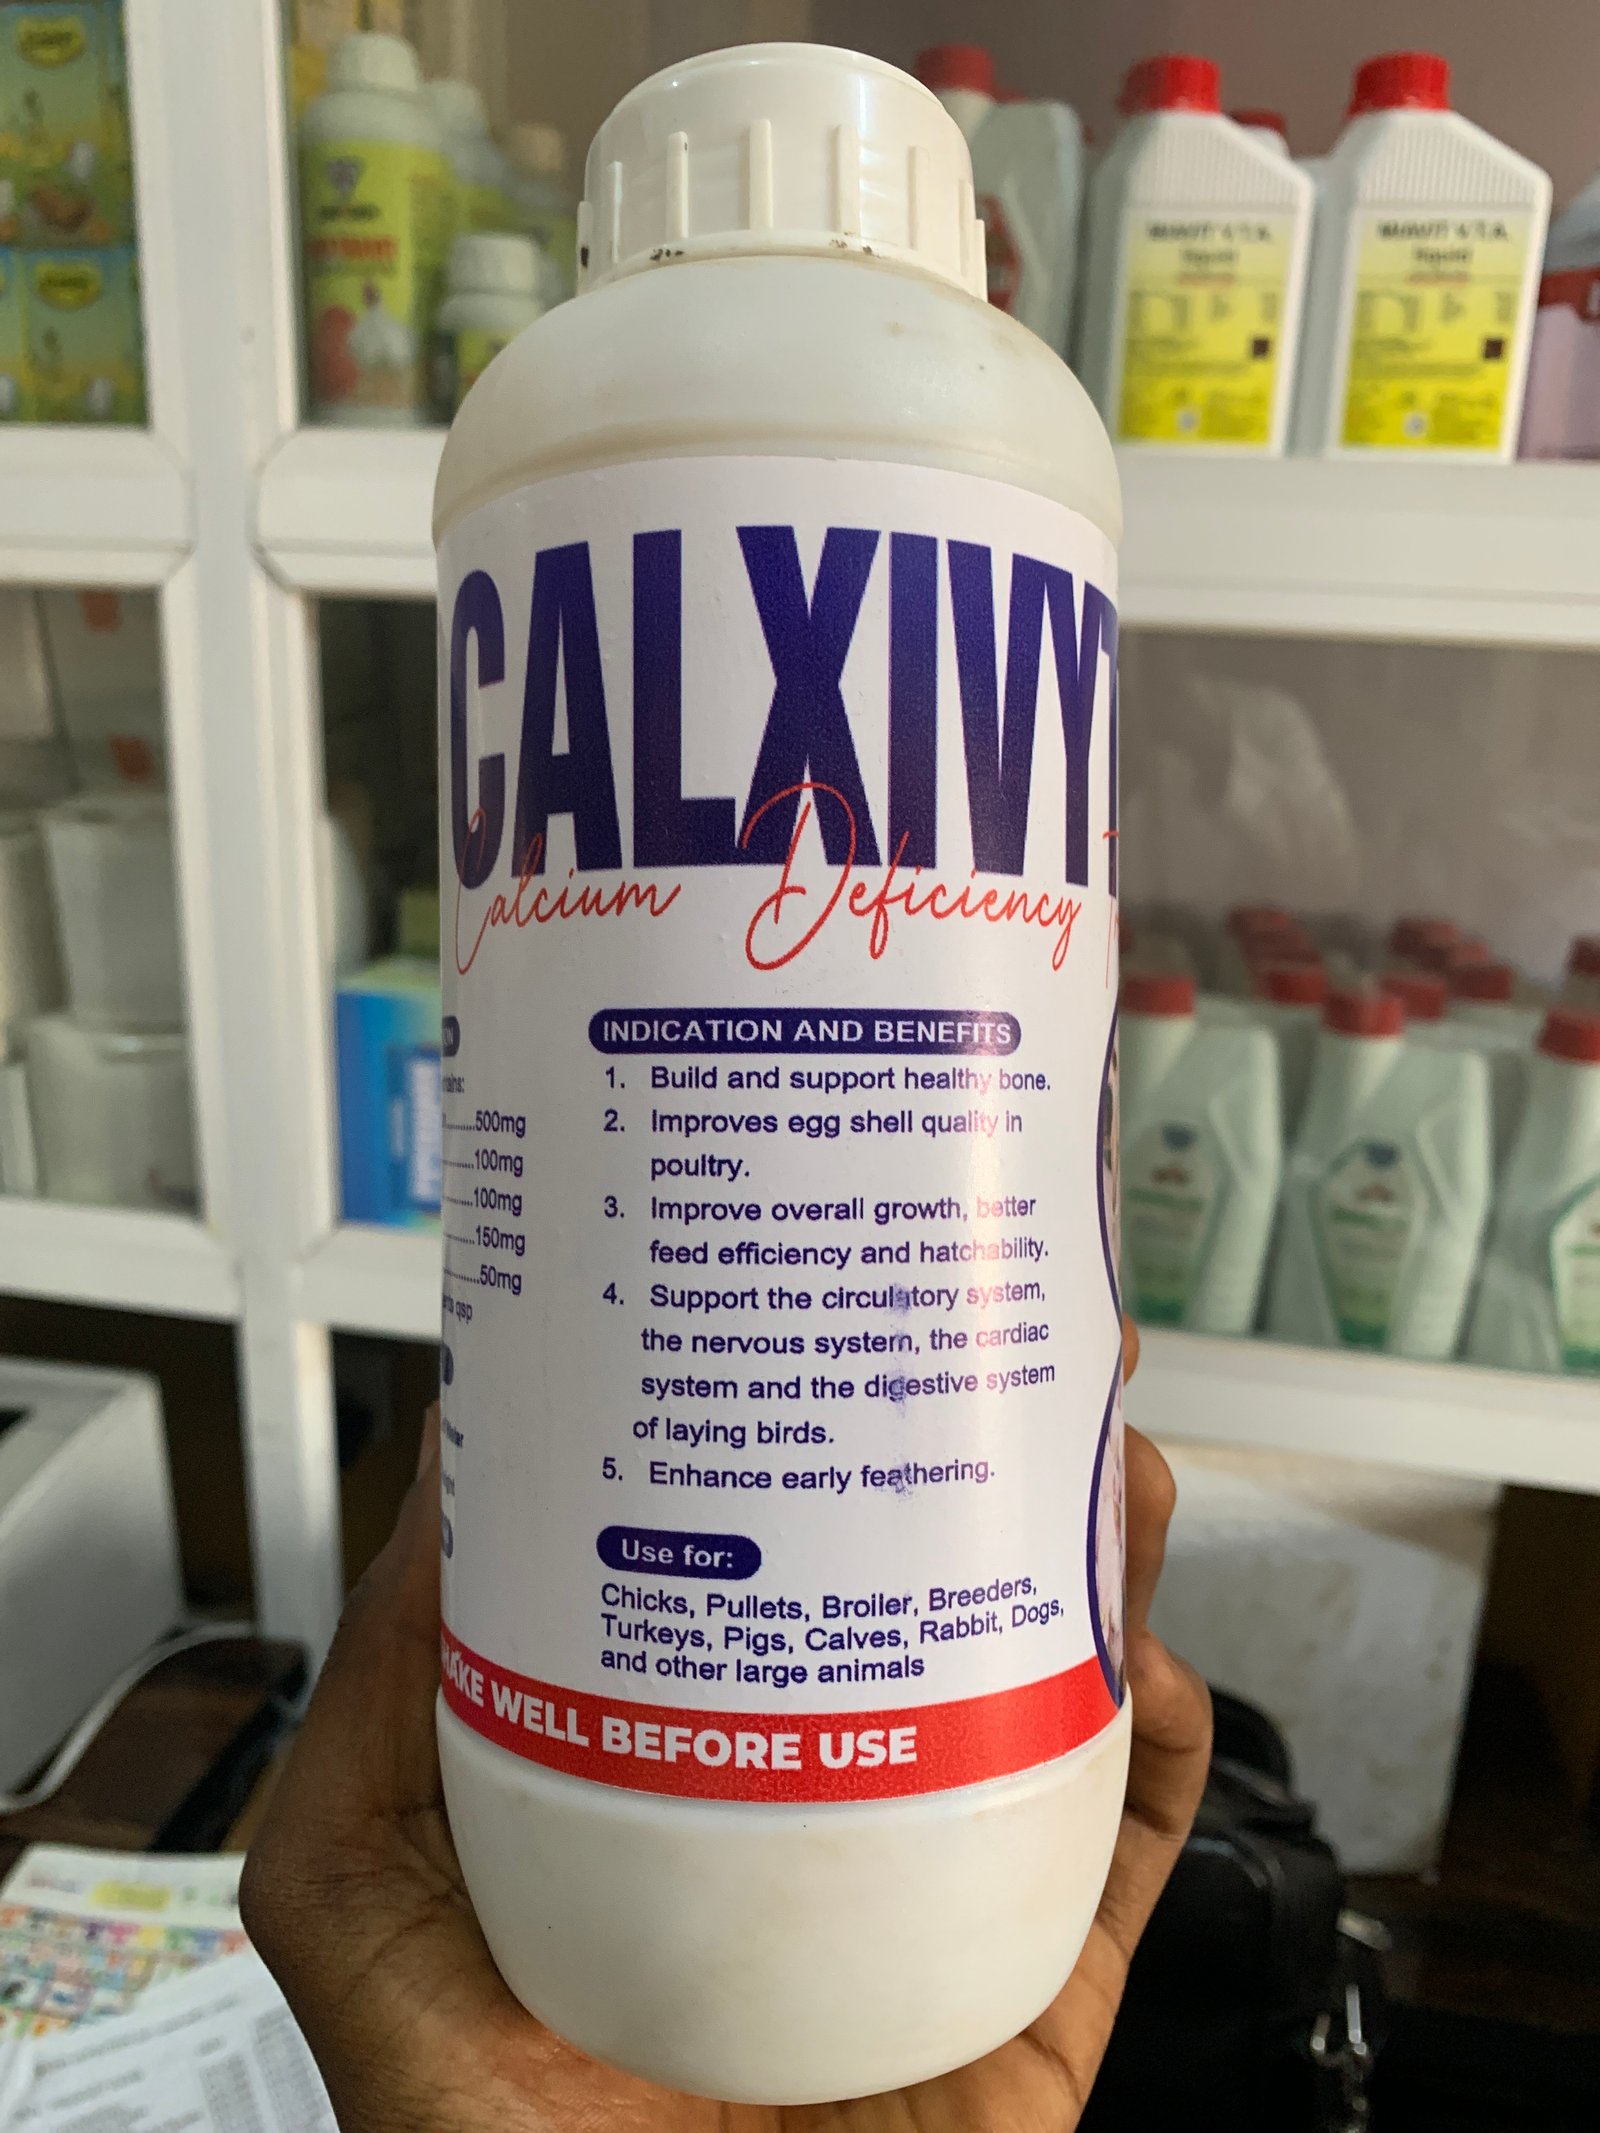 CALXIVYT
Calcium Deficiency
500mg
100mg
100mg
150mg
50mg
qsp
INDICATION AND BENEFITS
1. Build and support healthy bone.
2. Improves egg shell quality in
poultry.
3. Improve overall growth, better
feed efficiency and hatchability.
4. Support the circulatory system,
the nervous system, the cardiac
system and the digestive system
of laying birds.
5. Enhance early feathering.
Use for:
Chicks, Pullets, Broiler, Breeders,
Turkeys, Pigs, Calves, Rabbit, Dogs,
and other large animals
HAKE WELL BEFORE USE